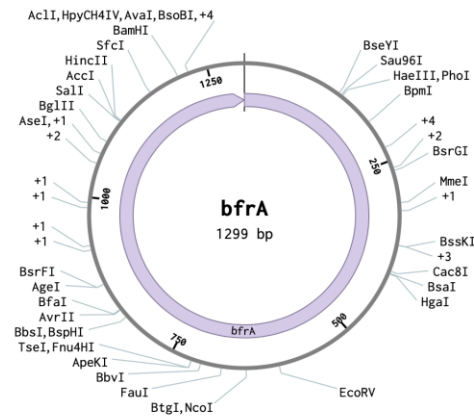 AclI,HpyCH4IV,AvaI,BsoBI,+4
BamHI
SfcI
HincII
AccI
SalI
BglII
AseI,+1
+2
+1
+1
+1
+1
BsrFI
AgeI
BfaI
AvrII
BbsI,BspHI
TseI,Fnu4HI
ApeKI
BbvI
FauI
BtgI,NcoI
EcoRV
HgaI
BsaI
Cac8I
+3
BssKI
+1
MmeI
BsrGI
+2
+4
BpmI
HaeIII,PhoI
Sau96I
BseYI
1250
250
500
750
1000
bfrA
1299 bp
bfrA